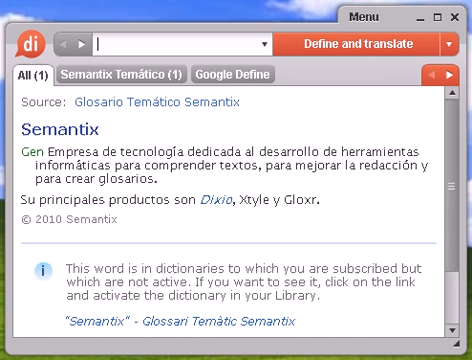 Menu
di
Define and translate
All (1)
Semantix Temático (1)
Google Define
Source: Glosario Temático Semantix
Semantix
Gen Empresa de tecnología dedicada al desarrollo de herramientas
informáticas para comprender textos, para mejorar la redacción y
para crear glosarios.
Su principales productos son Dixio, Xtyle y Gloxr.
© 2010 Semantix
i
This word is in dictionaries to which you are subscribed but
which are not active. If you want to see it, click on the link
and activate the dictionary in your Library.
"Semantix" - Glossari Temàtic Semantix